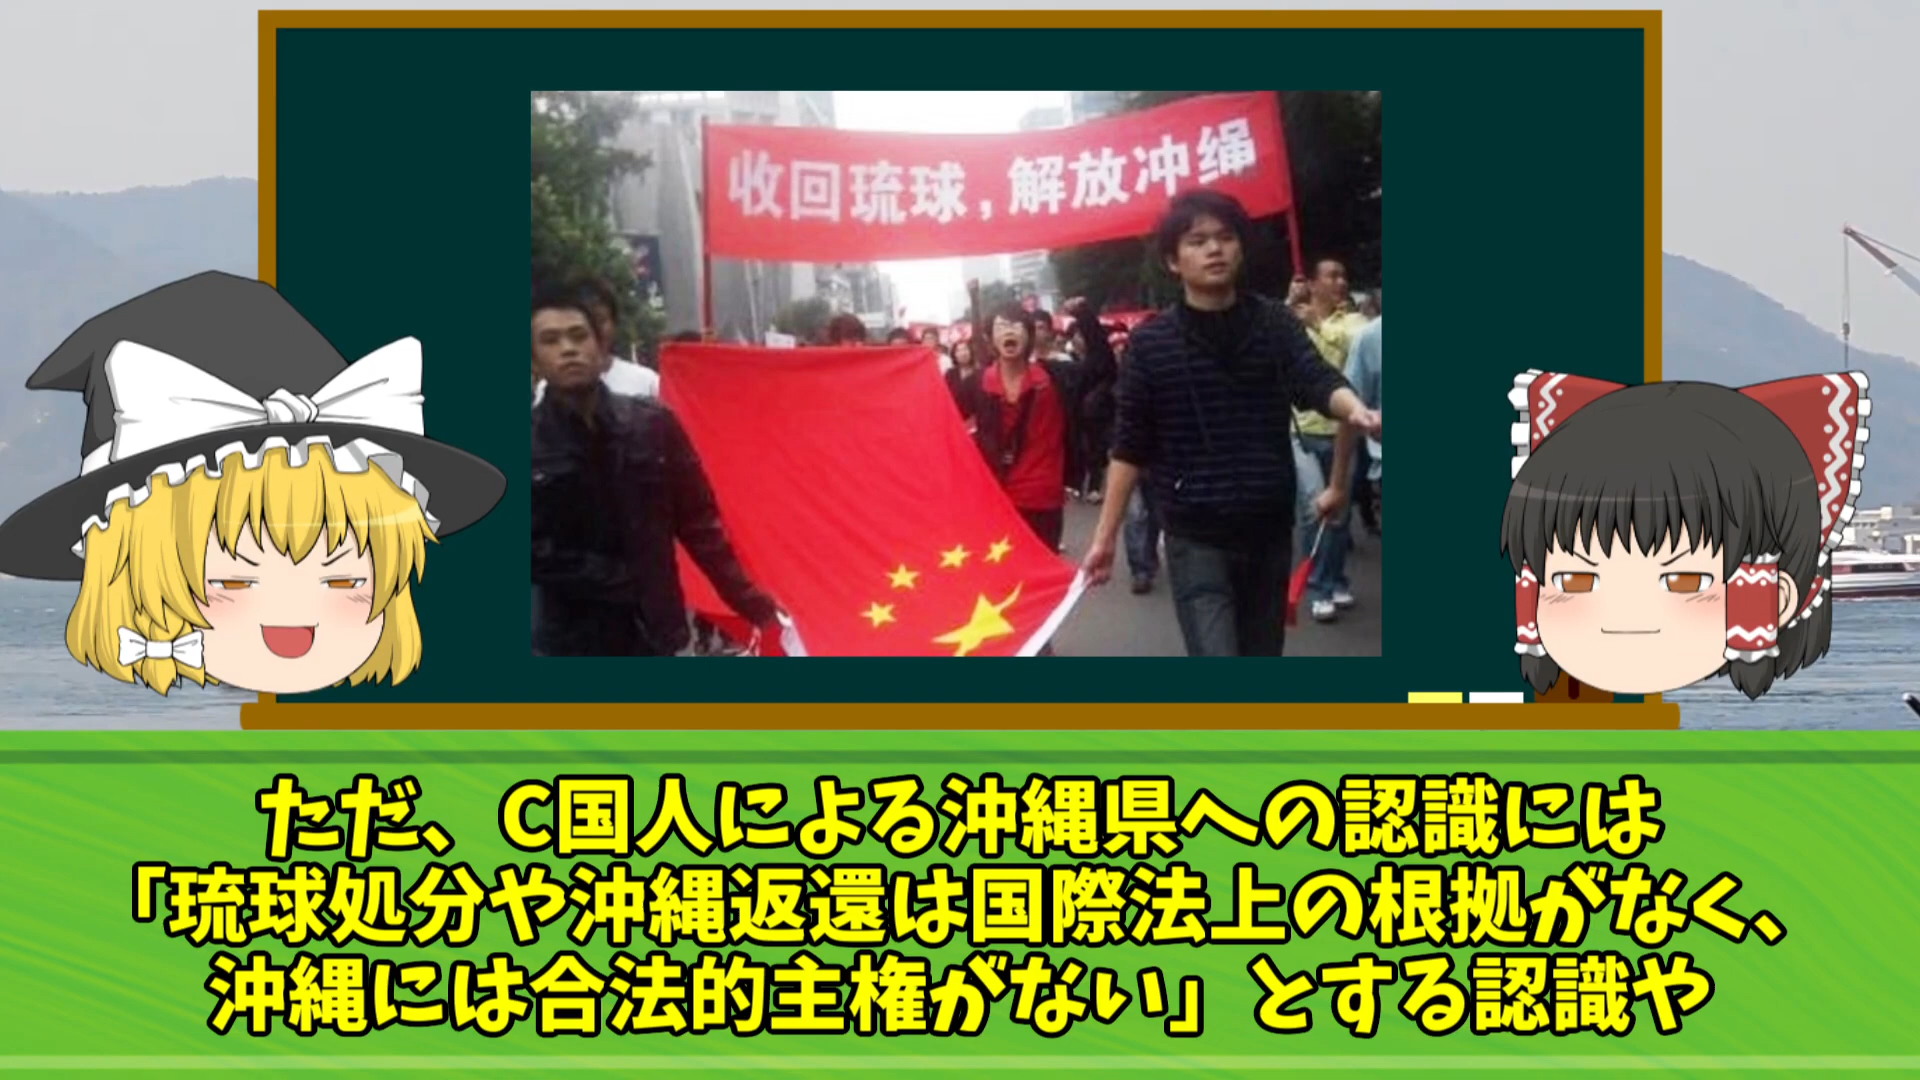 收回琉球，解放冲绳
ただ、C国人による沖縄県への認識には
「琉球処分や沖縄返還は国際法上の根拠がなく、
沖縄には合法的主権がない」とする認識や